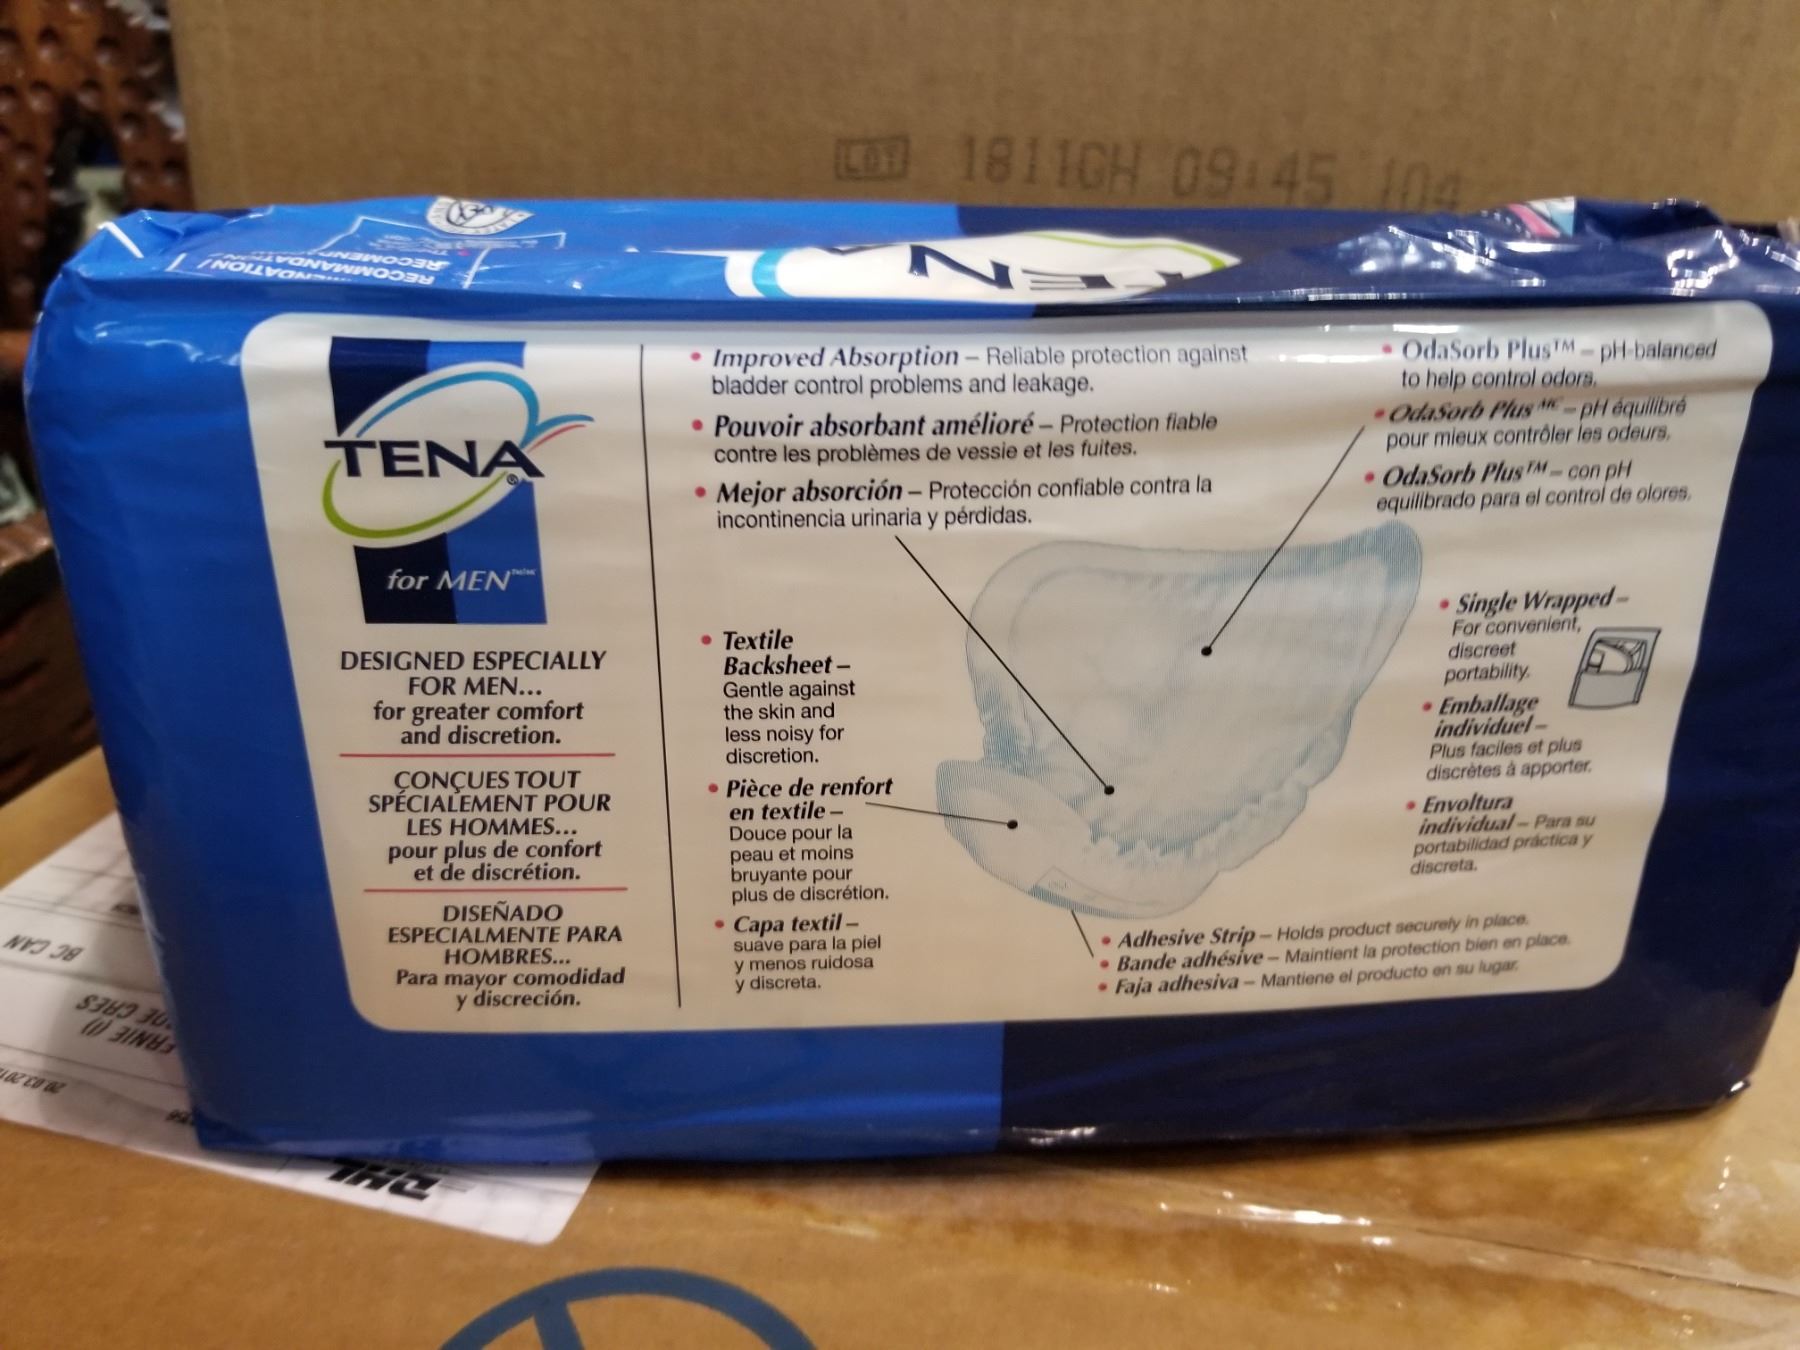 LOT 1811GH 09:45 104
RECOMMANDATION
TENA
TENA®
for MEN
DESIGNED ESPECIALLY
FOR MEN...
for greater comfort
and discretion.
CONÇUES TOUT
SPÉCIALEMENT POUR
LES HOMMES...
pour plus de confort
et de discrétion.
DISEÑADO
ESPECIALMENTE PARA
HOMBRES...
Para mayor comodidad
y discreción.
• Improved Absorption – Reliable protection against
bladder control problems and leakage.
• Pouvoir absorbant amélioré – Protection fiable
contre les problèmes de vessie et les fuites.
• Mejor absorción – Protección confiable contra la
incontinencia urinaria y pérdidas.
• Textile
Backsheet –
Gentle against
the skin and
less noisy for
discretion.
• Pièce de renfort
en textile –
Douce pour la
peau et moins
bruyante pour
plus de discrétion.
• Capa textil –
suave para la piel
y menos ruidosa
y discreta.
• OdaSorb Plus™ – pH-balanced
to help control odors.
• OdaSorb Plus MC – pH équilibré
pour mieux contrôler les odeurs.
• OdaSorb Plus™ – con pH
equilibrado para el control de olores.
• Single Wrapped –
For convenient,
discreet
portability.
• Emballage
individuel –
Plus faciles et plus
discrètes à apporter.
• Envoltura
individual – Para su
portabilidad práctica y
discreta.
• Adhesive Strip – Holds product securely in place.
• Bande adhésive – Maintient la protection bien en place.
• Faja adhesiva – Mantiene el producto en su lugar.
BC CAN
DHL